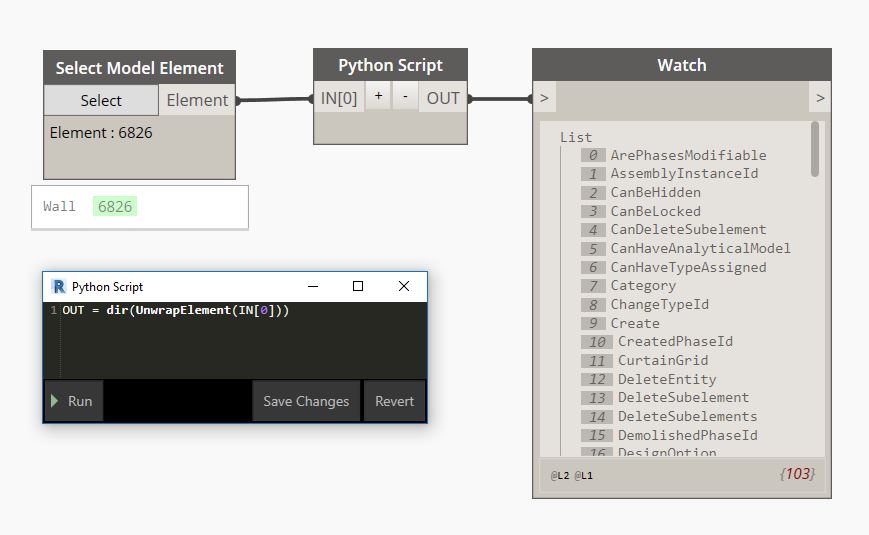 Select Model Element
Select
Element
Element : 6826
Wall 6826
Python Script
IN[0] + - OUT
Watch
> >
List
0 ArePhasesModifiable
1 AssemblyInstanceId
2 CanBeHidden
3 CanBeLocked
4 CanDeleteSubelement
5 CanHaveAnalyticalModel
6 CanHaveTypeAssigned
7 Category
8 ChangeTypeId
9 Create
10 CreatedPhaseId
11 CurtainGrid
12 DeleteEntity
13 DeleteSubelement
14 DeleteSubelements
15 DemolishedPhaseId
16 DesignOption
@L2 @L1 {103}
R Python Script
1 OUT = dir(UnwrapElement(IN[0]))
Run
Save Changes
Revert